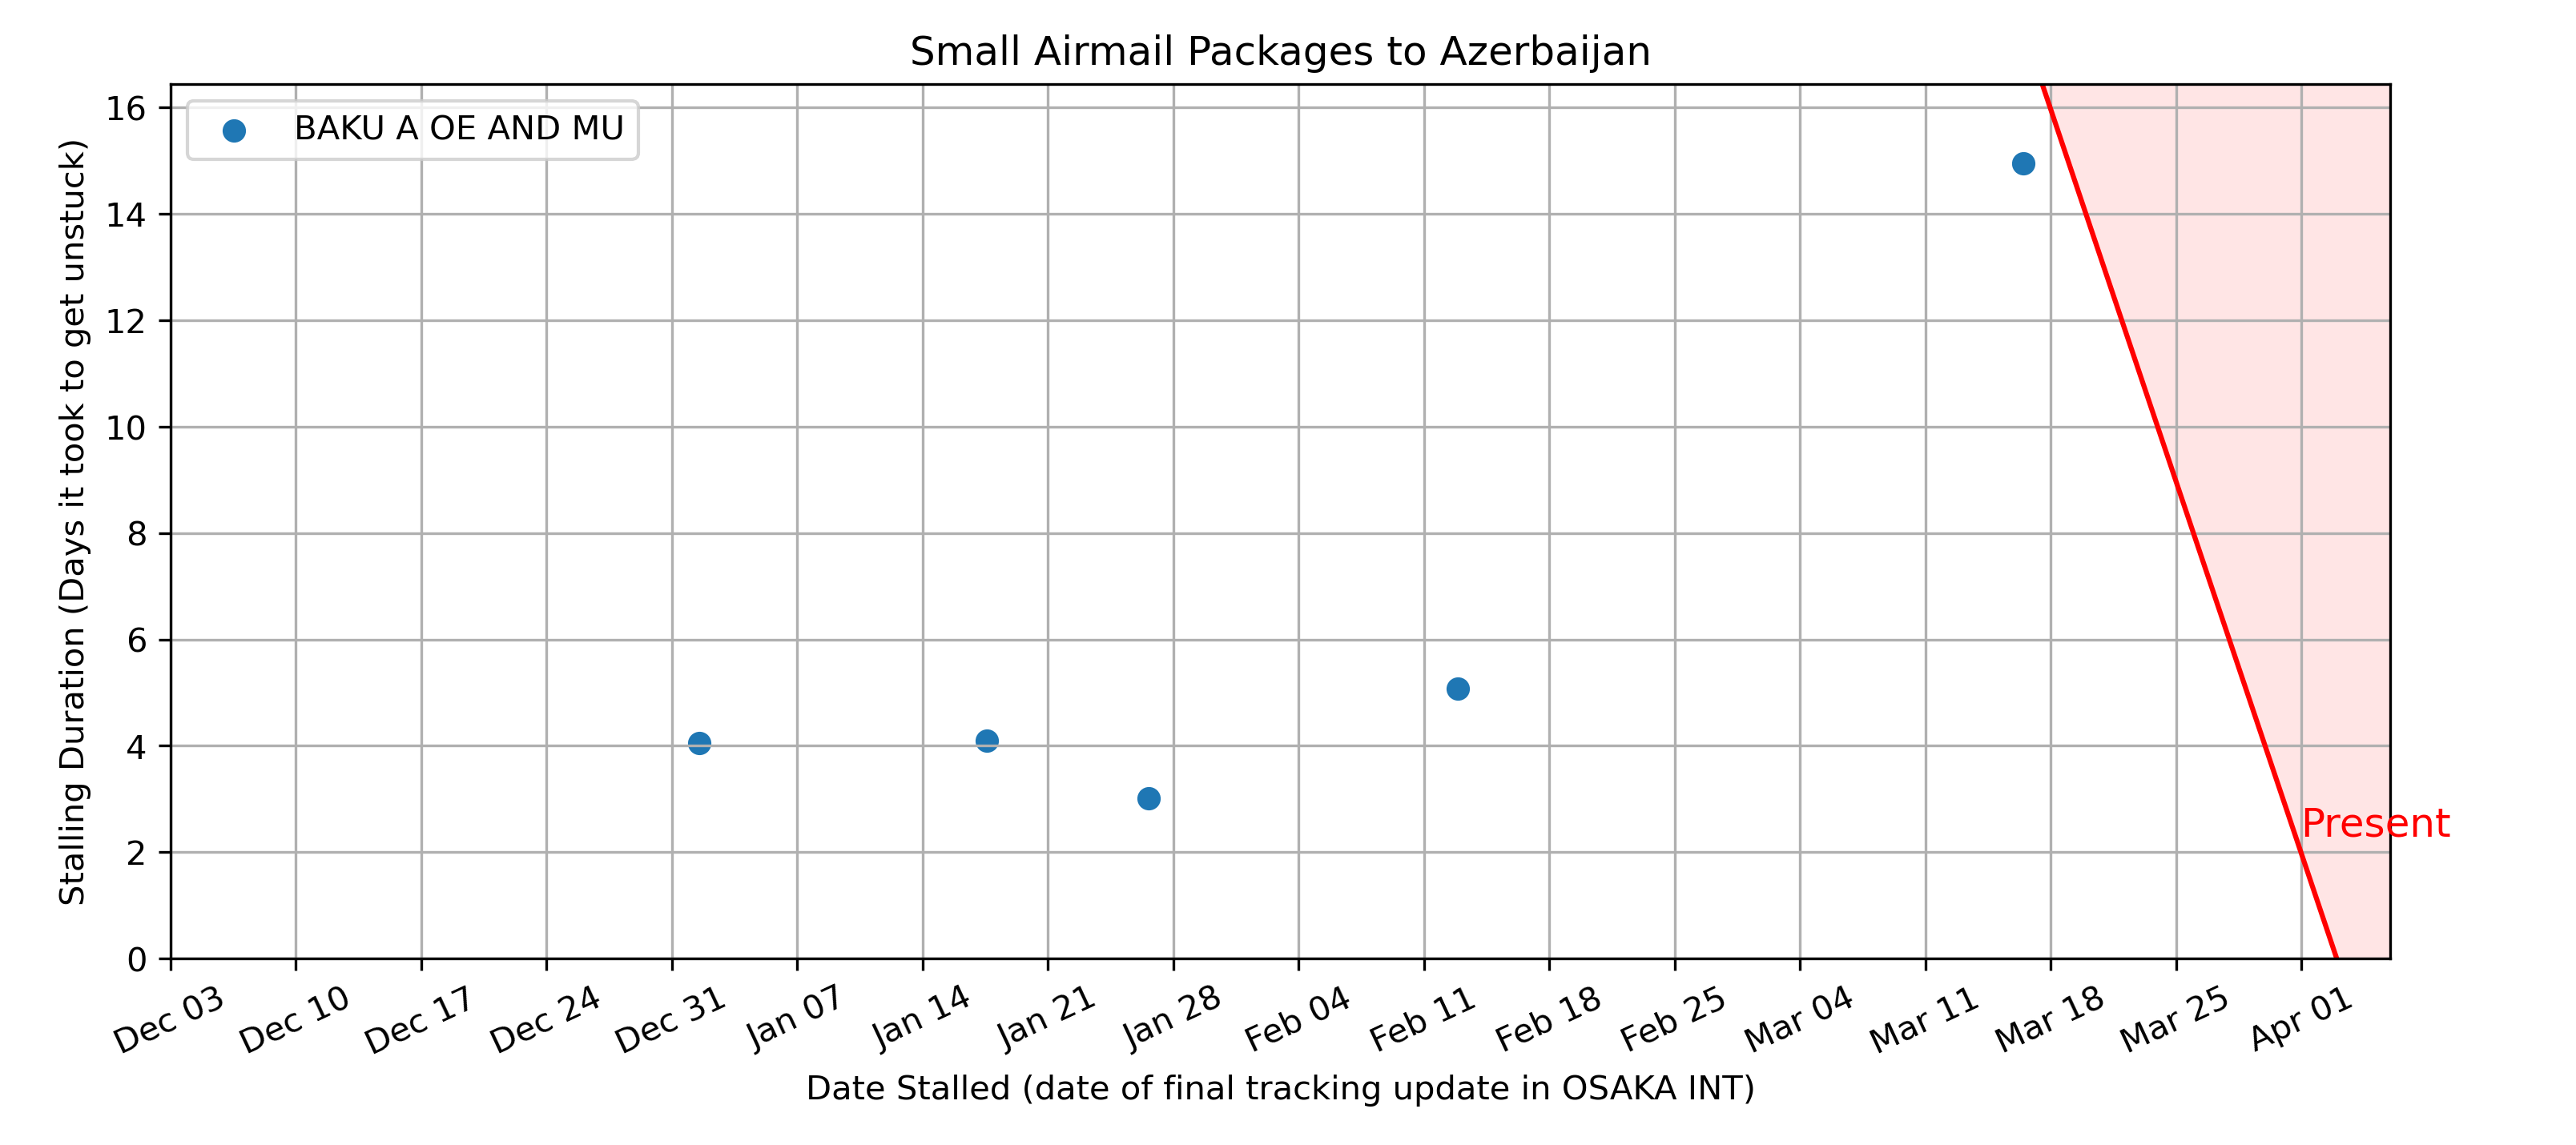 Small Airmail Packages to Azerbaijan
BAKU A OE AND MU
Stalling Duration (Days it took to get unstuck)
16
14
12
10
8
6
4
2
0
Present
Dec 03
Dec 10
Dec 17
Dec 24
Dec 31
Jan 07
Jan 14
Jan 21
Jan 28
Feb 04
Feb 11
Feb 18
Feb 25
Mar 04
Mar 11
Mar 18
Mar 25
Apr 01
Date Stalled (date of final tracking update in OSAKA INT)